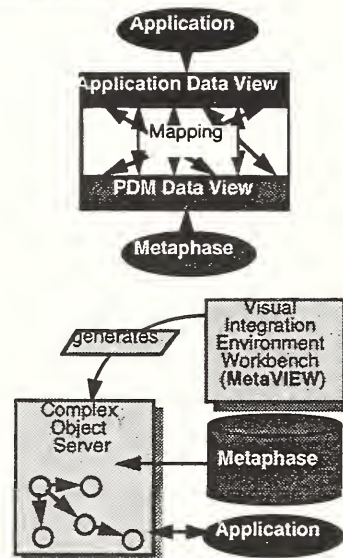 Application
Application Data View
Mapping
PDM Data View
Metaphase
generates
Visual
Integration
Environment
Workbench
(MetaVIEW)
Complex
Object
Server
Metaphase
Application